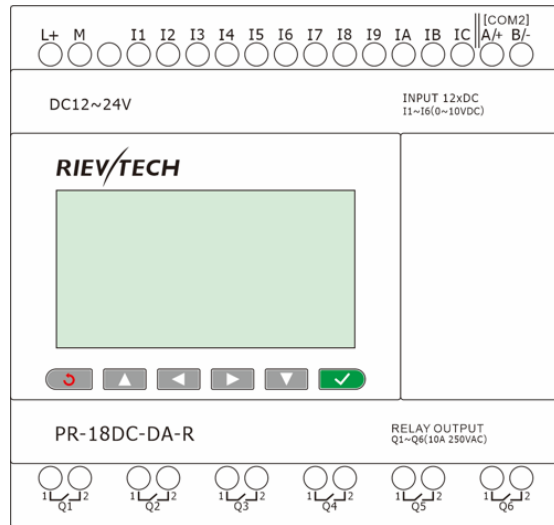 [COM2]
L+ M I1 I2 I3 I4 I5 I6 I7 I8 I9 IA IB IC A/+ B/-
DC12~24V
INPUT 12xDC
I1~I6(0~10VDC)
RIEVTECH
PR-18DC-DA-R
RELAY OUTPUT
Q1~Q6(10A 250VAC)
1 2 1 2 1 2 1 2 1 2 1 2
Q1 Q2 Q3 Q4 Q5 Q6